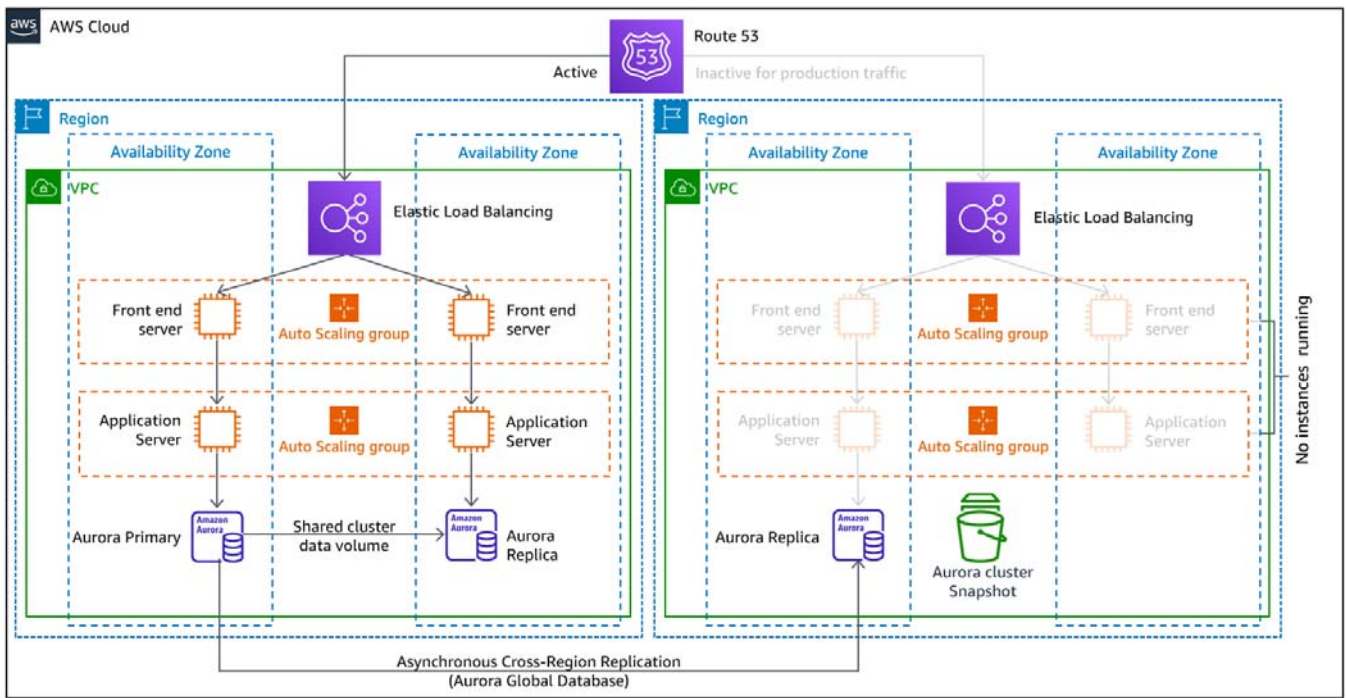 aws
AWS Cloud
53
Route 53
Active
Inactive for production traffic
Region
Availability Zone
Availability Zone
VPC
Elastic Load Balancing
Front end
server
Auto Scaling group
Front end
server
Application
Server
Auto Scaling group
Application
Server
Aurora Primary
Amazon
Aurora
Shared cluster
data volume
Amazon
Aurora
Aurora
Replica
Region
Availability Zone
Availability Zone
VPC
Elastic Load Balancing
Front end
server
Auto Scaling group
Front end
server
Application
Server
Auto Scaling group
Application
Server
No instances running
Aurora Replica
Amazon
Aurora
Aurora cluster
Snapshot
Asynchronous Cross-Region Replication
(Aurora Global Database)